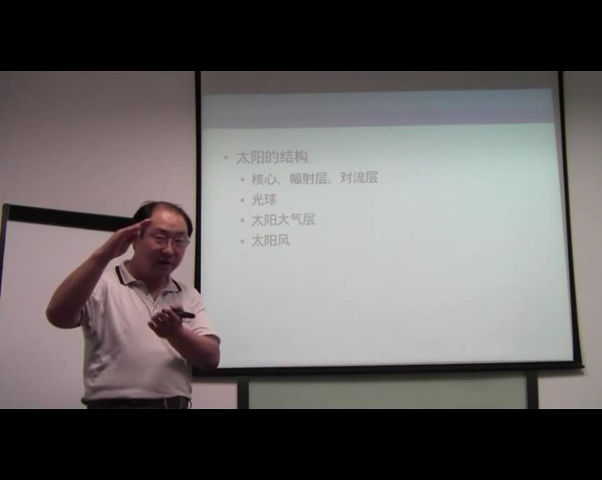 太阳的结构
核心、幅射层、对流层
光球
太阳大气层
太阳风